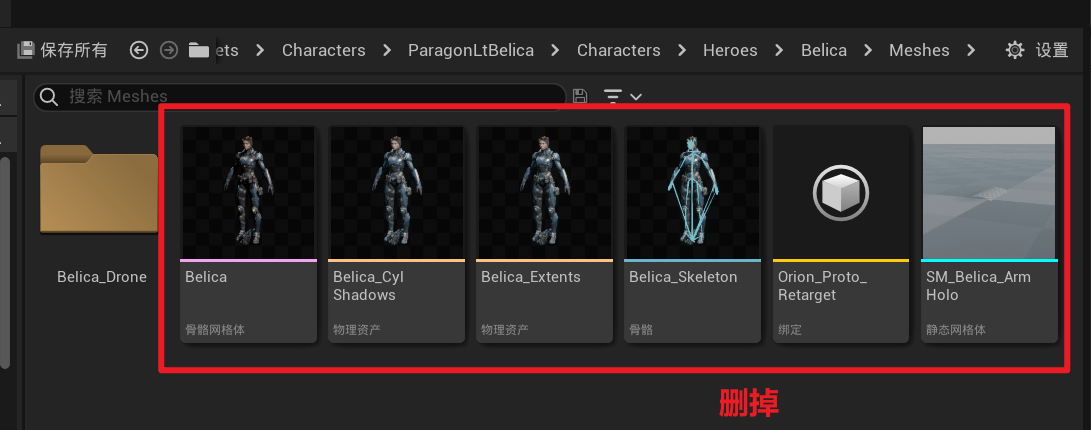 保存所有 ets > Characters > ParagonLtBelica > Characters > Heroes > Belica > Meshes > 设置
搜索 Meshes
Belica_Drone
Belica
骨骼网格体
Belica_Cyl
Shadows
物理资产
Belica_Extents
物理资产
Belica_Skeleton
骨骼
Orion_Proto_
Retarget
绑定
SM_Belica_Arm
Holo
静态网格体
删掉